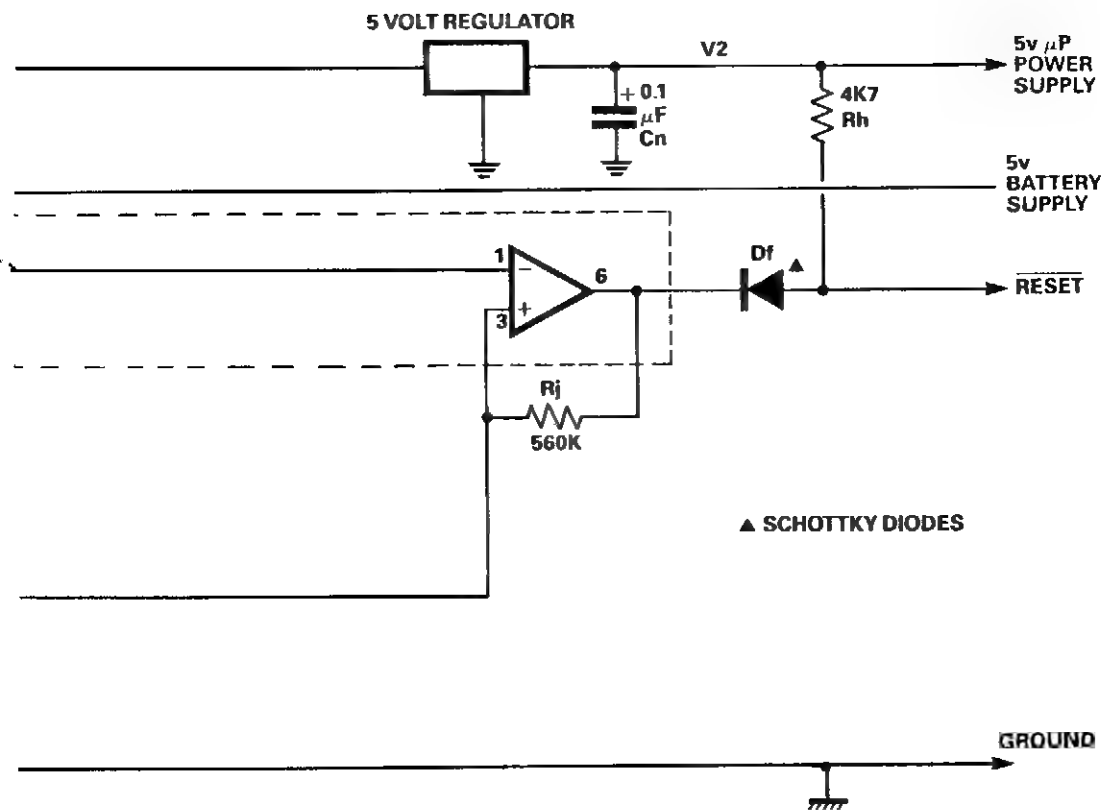 5 VOLT REGULATOR
V2
5v μP
POWER
SUPPLY
+ 0.1
μF
Cn
4K7
Rh
5v
BATTERY
SUPPLY
1
−
6
+
3
Df ▲
RESET
Rj
560K
▲ SCHOTTKY DIODES
GROUND